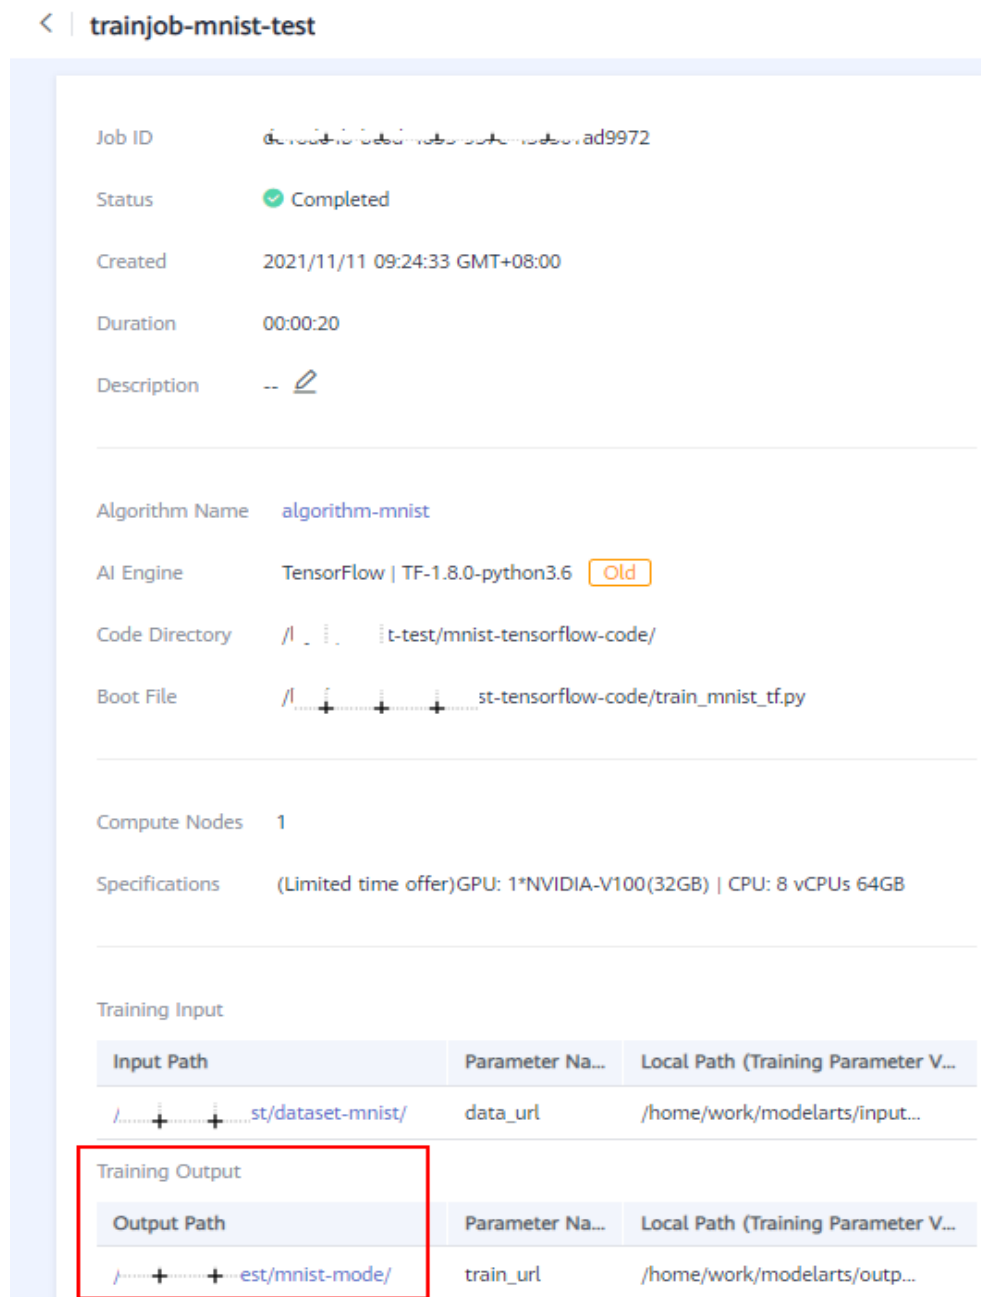 trainjob-mnist-test
Job ID ad9972
Status Completed
Created 2021/11/11 09:24:33 GMT+08:00
Duration 00:00:20
Description --
Algorithm Name algorithm-mnist
AI Engine TensorFlow | TF-1.8.0-python3.6 Old
Code Directory t-test/mnist-tensorflow-code/
Boot File st-tensorflow-code/train_mnist_tf.py
Compute Nodes 1
Specifications (Limited time offer)GPU: 1*NVIDIA-V100(32GB) | CPU: 8 vCPUs 64GB
Training Input
Input Path Parameter Na... Local Path (Training Parameter V...
st/dataset-mnist/ data_url /home/work/modelarts/input...
Training Output
Output Path Parameter Na... Local Path (Training Parameter V...
est/mnist-mode/ train_url /home/work/modelarts/outp...